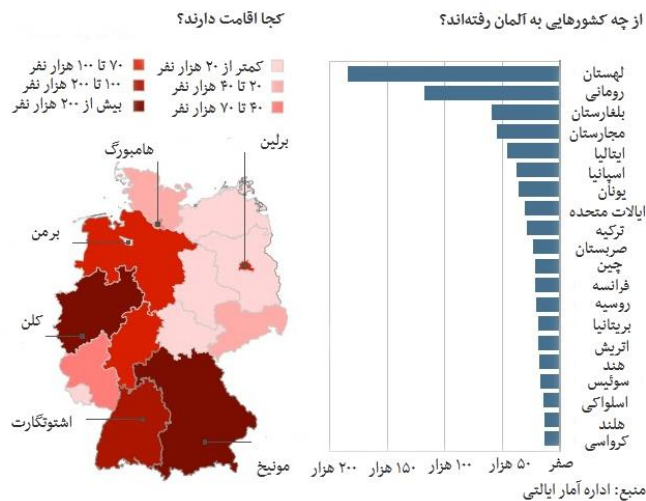 از چه کشورهایی به آلمان رفته‌اند؟
لهستان
رومانی
بلغارستان
مجارستان
ایتالیا
اسپانیا
یونان
ایالات متحده
ترکیه
صربستان
چین
فرانسه
روسیه
بریتانیا
اتریش
هند
سوئیس
اسلواکی
هلند
کرواسی
صفر
۵۰ هزار
۱۰۰ هزار
۱۵۰ هزار
۲۰۰ هزار
منبع: اداره آمار ایالتی
کجا اقامت دارند؟
کمتر از ۲۰ هزار نفر
۲۰ تا ۴۰ هزار نفر
۴۰ تا ۷۰ هزار نفر
۷۰ تا ۱۰۰ هزار نفر
۱۰۰ تا ۲۰۰ هزار نفر
بیش از ۲۰۰ هزار نفر
برلین
هامبورگ
برمن
کلن
اشتوتگارت
مونیخ